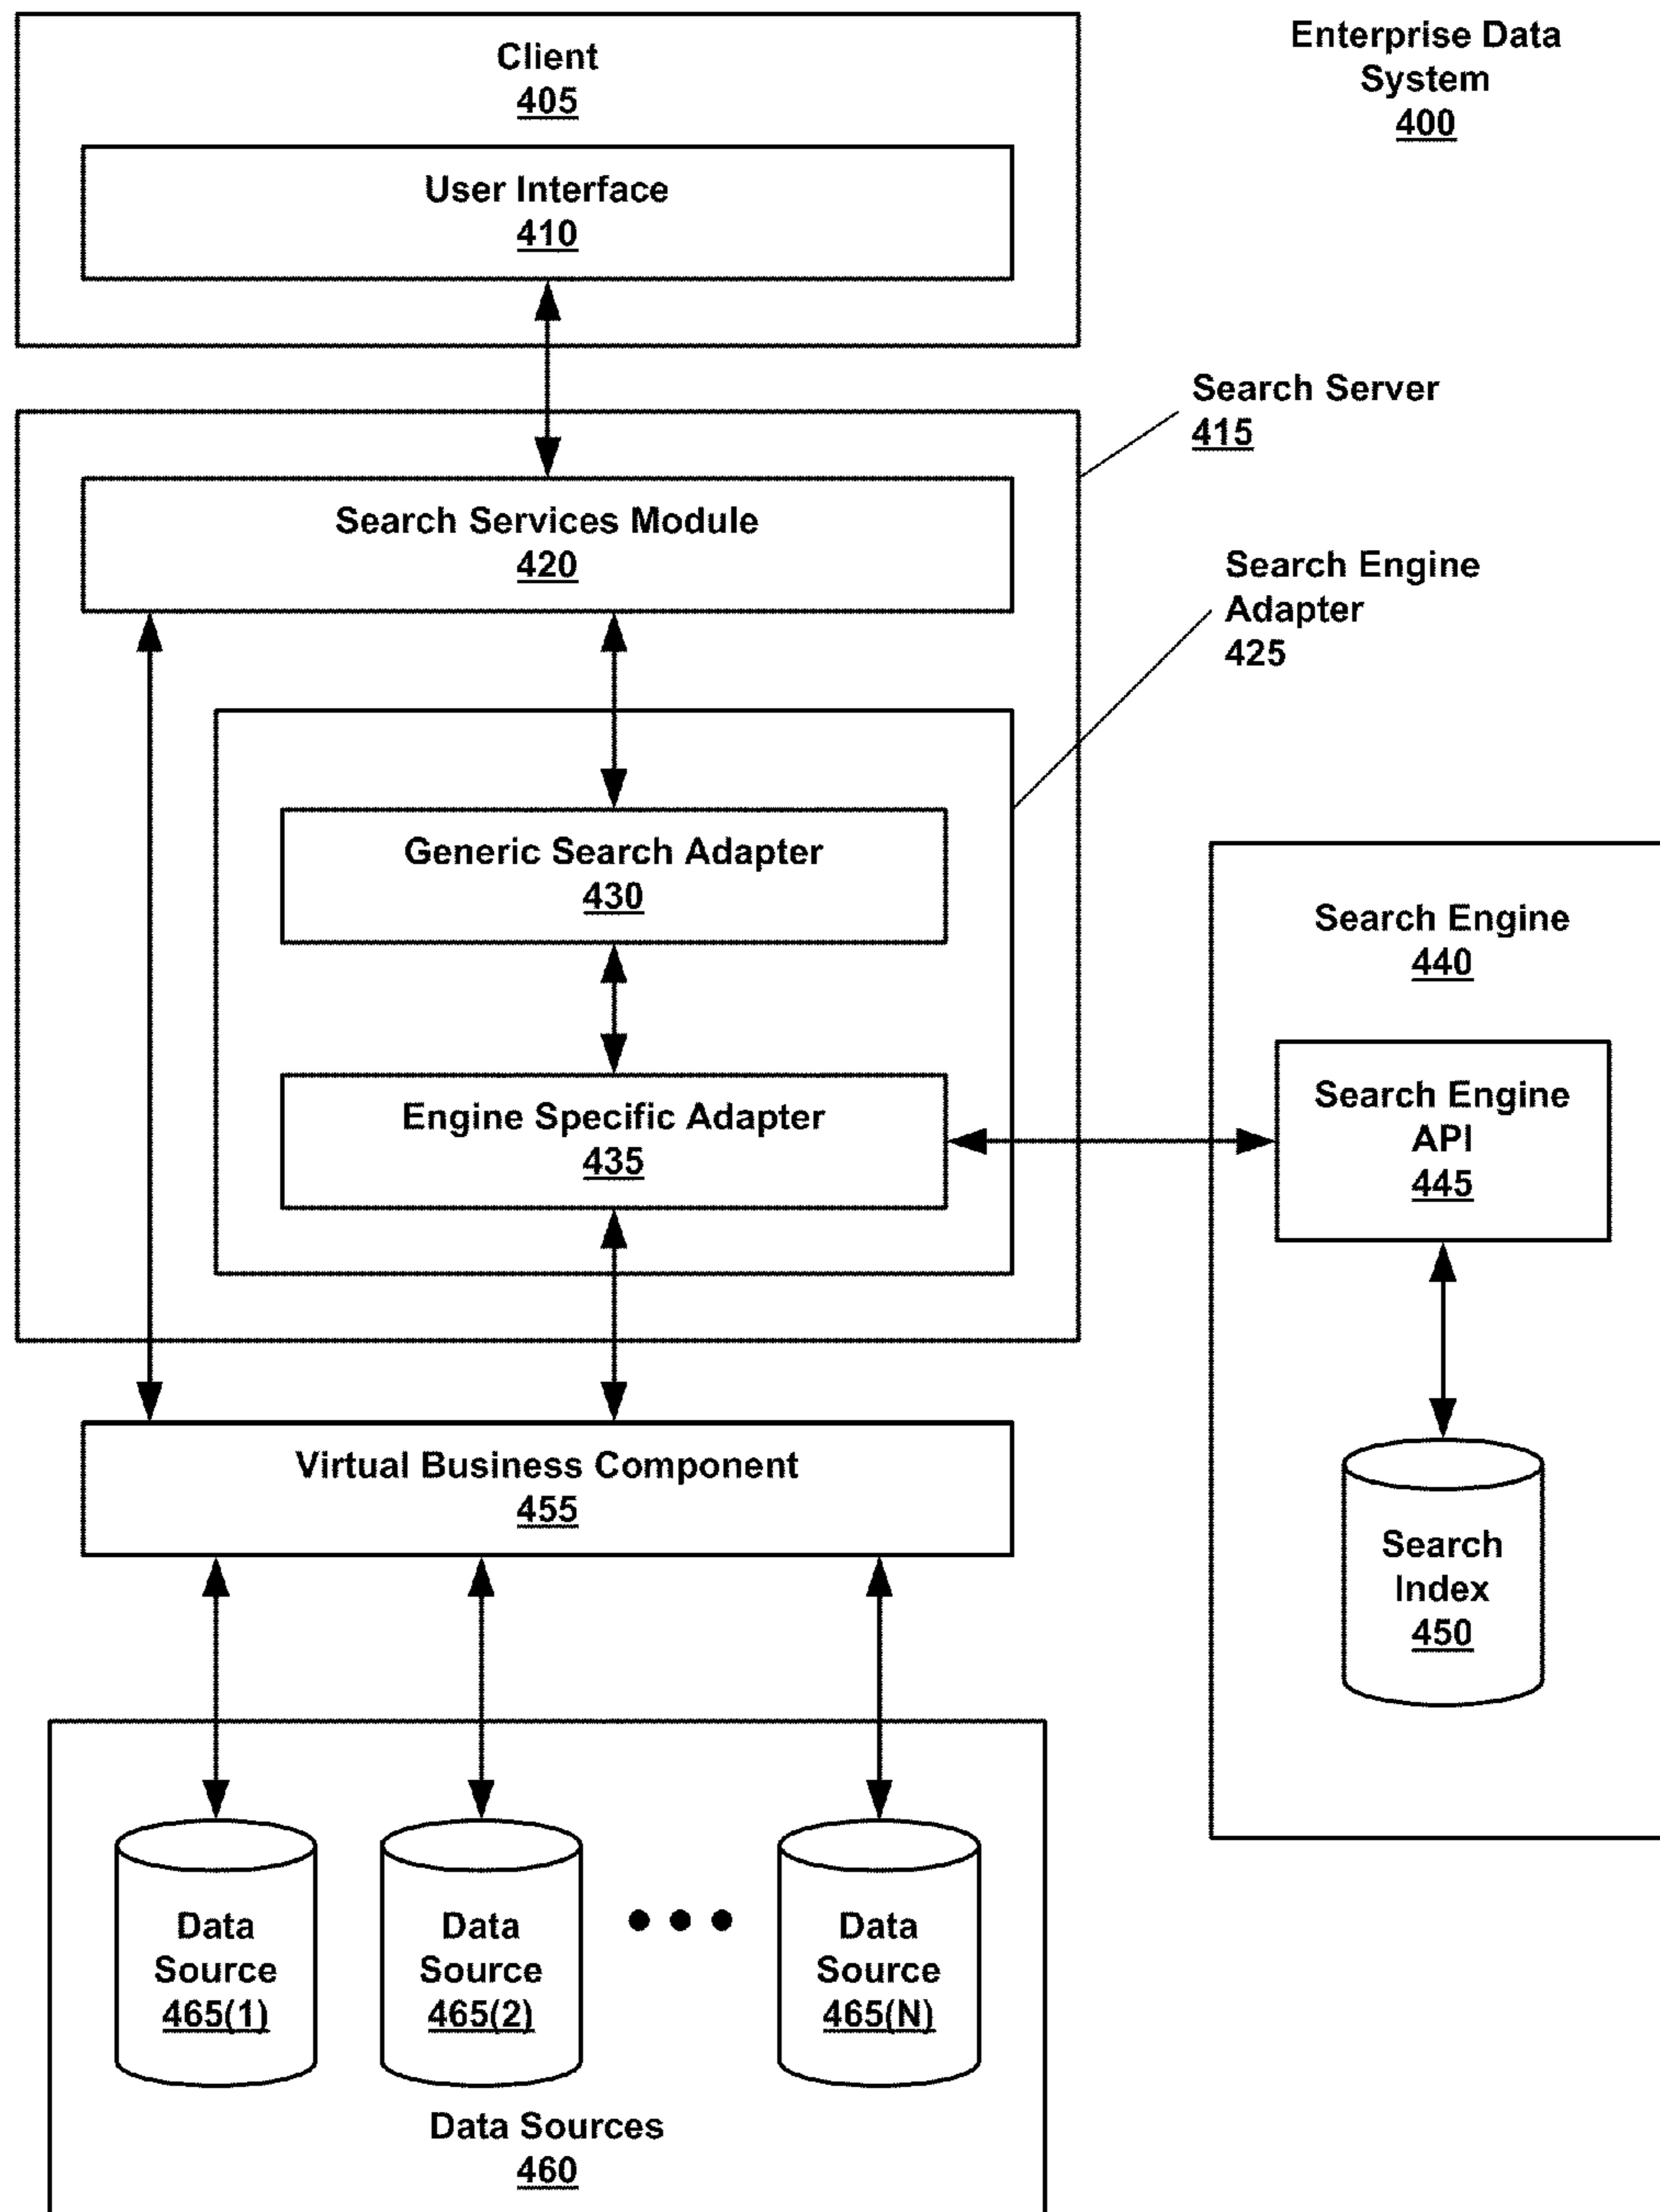 Client
405
User Interface
410
Enterprise Data
System
400
Search Server
415
Search Services Module
420
Search Engine
Adapter
425
Generic Search Adapter
430
Engine Specific Adapter
435
Search Engine
440
Search Engine
API
445
Search
Index
450
Virtual Business Component
455
Data
Source
465(1)
Data
Source
465(2)
Data
Source
465(N)
Data Sources
460